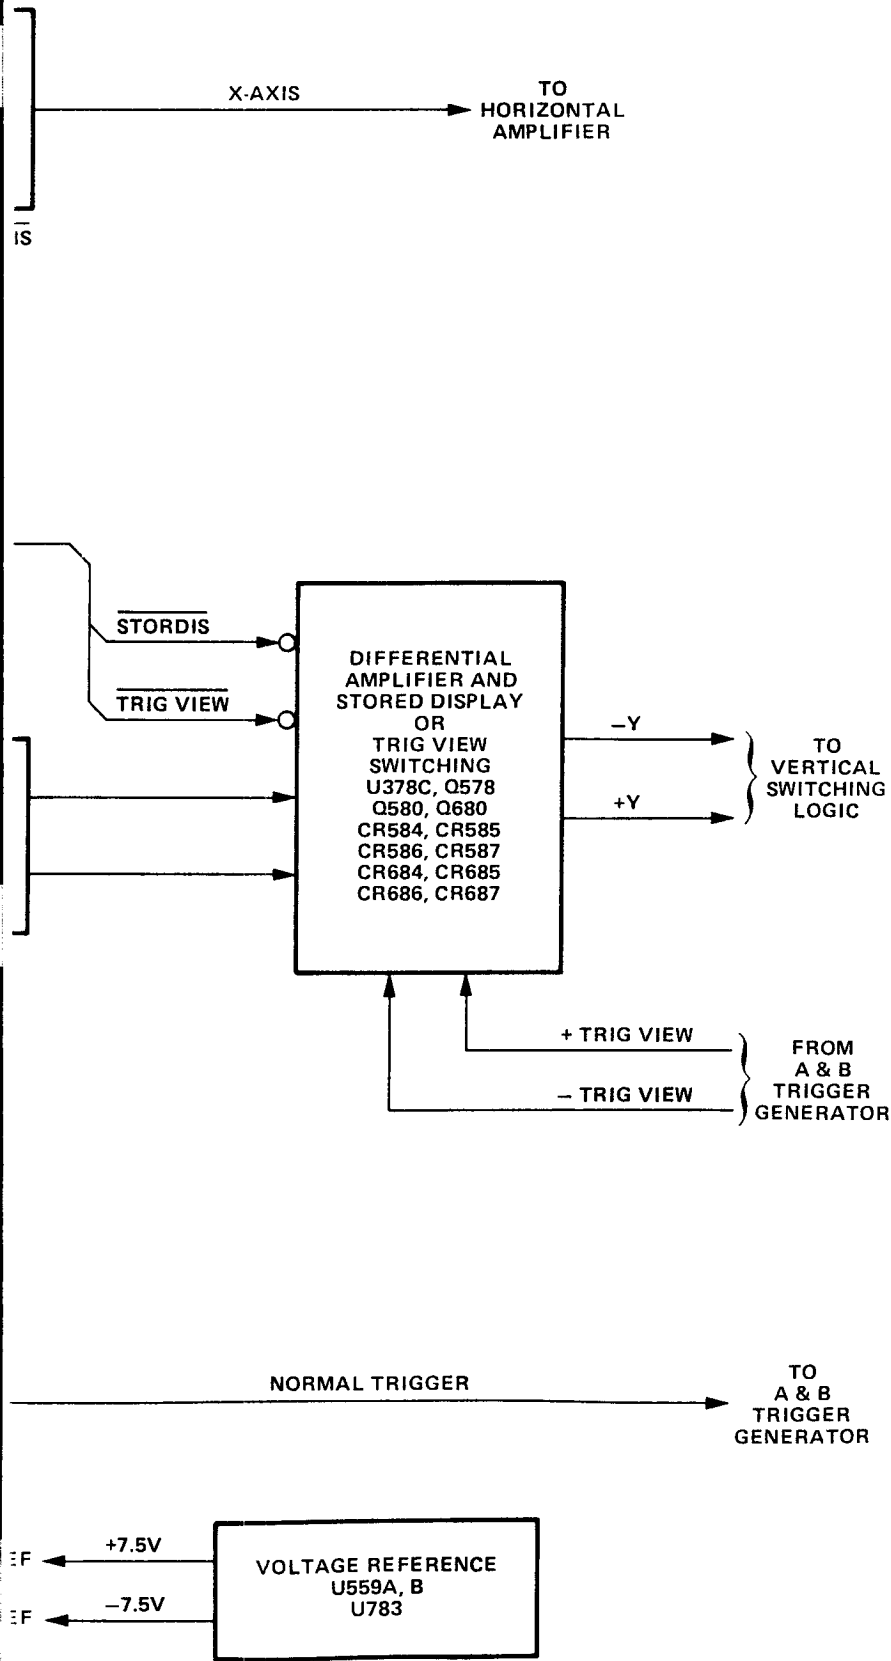 X-AXIS
TO
HORIZONTAL
AMPLIFIER
IS
STORDIS
TRIG VIEW
DIFFERENTIAL
AMPLIFIER AND
STORED DISPLAY
OR
TRIG VIEW
SWITCHING
U378C, Q578
Q580, Q680
CR584, CR585
CR586, CR587
CR684, CR685
CR686, CR687
−Y
+Y
TO
VERTICAL
SWITCHING
LOGIC
+ TRIG VIEW
− TRIG VIEW
FROM
A & B
TRIGGER
GENERATOR
NORMAL TRIGGER
TO
A & B
TRIGGER
GENERATOR
+7.5V
−7.5V
VOLTAGE REFERENCE
U559A, B
U783